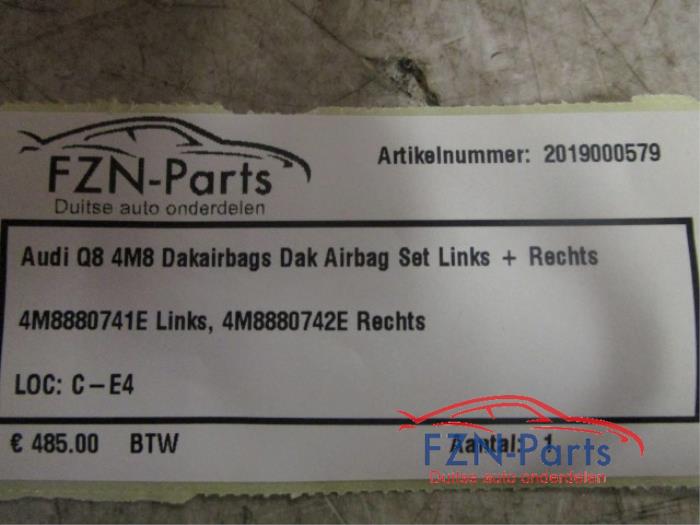 FZN-Parts
Duitse auto onderdelen
Artikelnummer: 2019000579
Audi Q8 4M8 Dakairbags Dak Airbag Set Links + Rechts
4M8880741E Links, 4M8880742E Rechts
LOC: C-E4
€ 485.00 BTW Aantal: 1
FZN-Parts
Duitse auto onderdelen